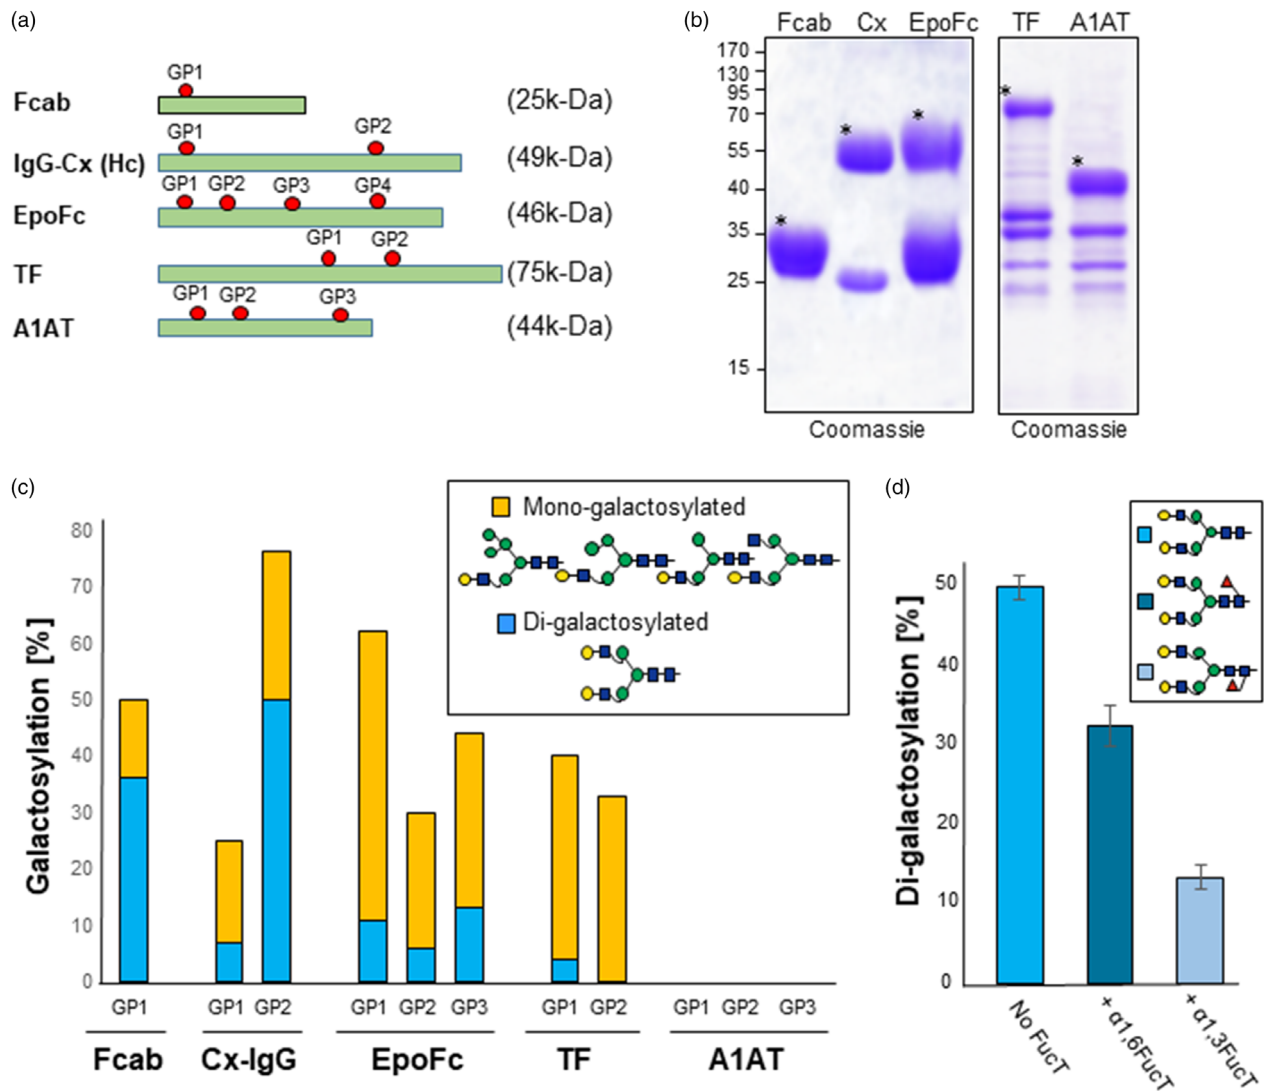 (a)
GP1
Fcab (25k-Da)
GP1 GP2
IgG-Cx (Hc) (49k-Da)
GP1 GP2 GP3 GP4
EpoFc (46k-Da)
GP1 GP2
TF (75k-Da)
GP1 GP2 GP3
A1AT (44k-Da)
(b)
Fcab Cx EpoFc TF A1AT
170
130
95
70
55
40
35
25
15
* * * * *
Coomassie Coomassie
(c)
Galactosylation [%]
80
70
60
50
40
30
20
10
0
Mono-galactosylated
Di-galactosylated
GP1 GP1 GP2 GP1 GP2 GP3 GP1 GP2 GP1 GP2 GP3
Fcab Cx-IgG EpoFc TF A1AT
(d)
Di-galactosylation [%]
50
40
30
20
10
0
No FucT
+ α1,6FucT
+ α1,3FucT